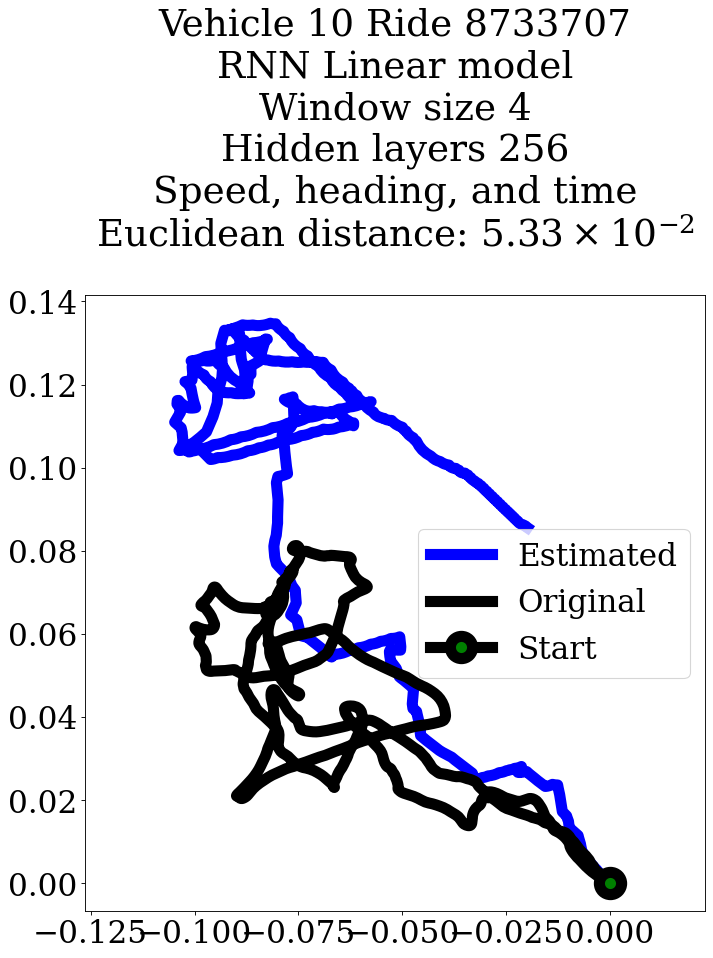 Vehicle 10 Ride 8733707
RNN Linear model
Window size 4
Hidden layers 256
Speed, heading, and time
Euclidean distance: 5.33 × 10⁻²
0.14
0.12
0.10
0.08
0.06
0.04
0.02
0.00
Estimated
Original
Start
−0.125 −0.100 −0.075 −0.050 −0.025 0.000